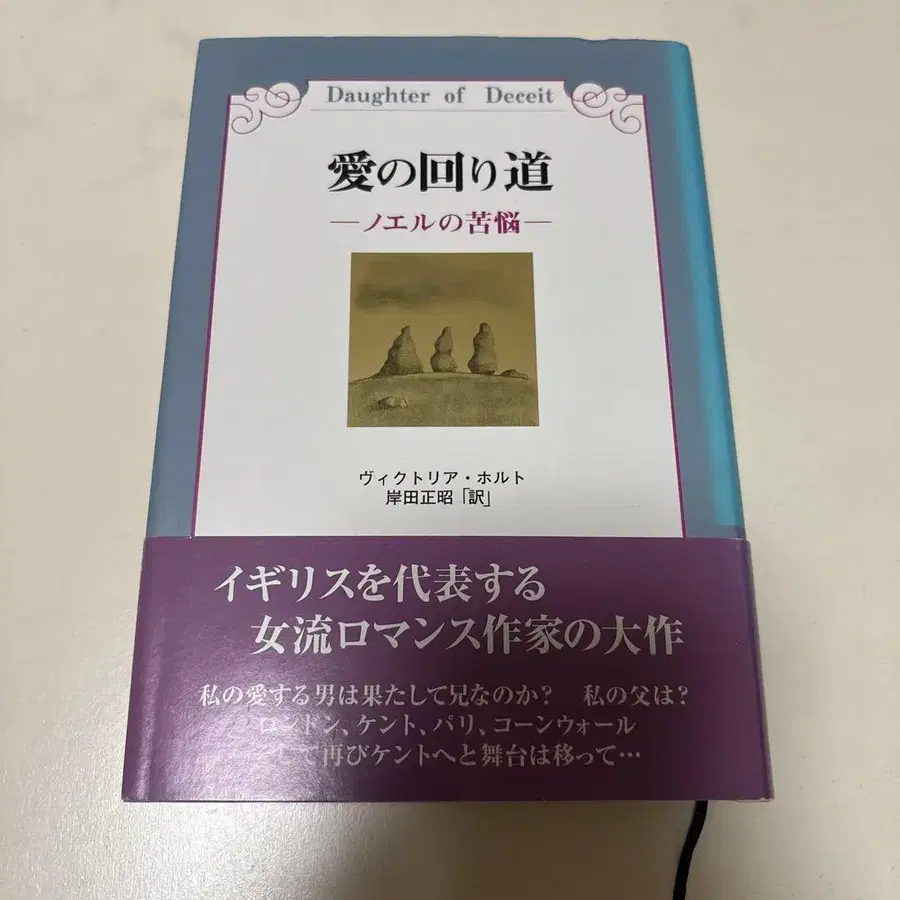 Daughter of Deceit
愛の回り道
―ノエルの苦悩―
ヴィクトリア・ホルト
岸田正昭「訳」
イギリスを代表する
女流ロマンス作家の大作
私の愛する男は果たして兄なのか? 私の父は?
ロンドン、ケント、パリ、コーンウォール
そして再びケントへと舞台は移って…